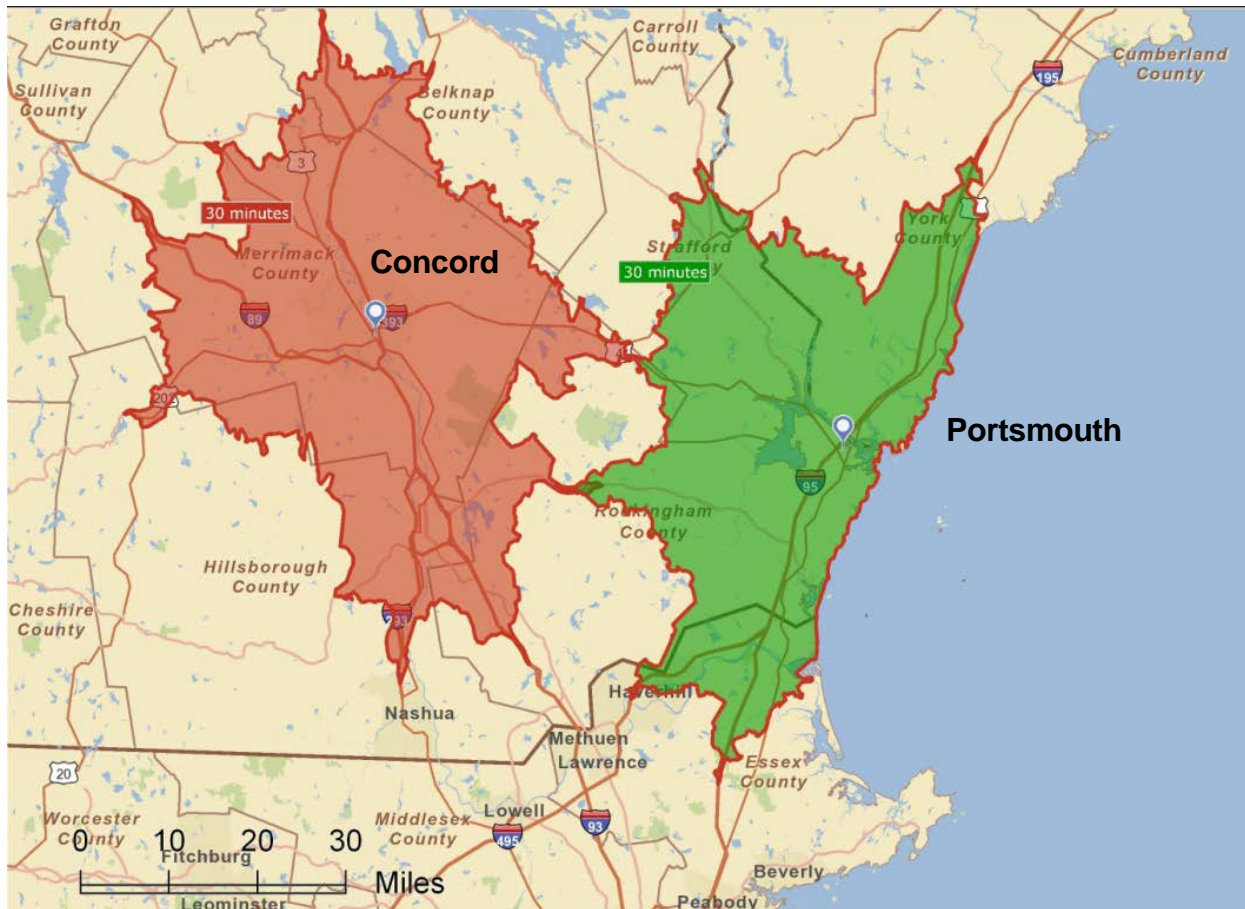 Grafton
County
Carroll
County
Cumberland
County
195
Sullivan
County
Belknap
County
3
30 minutes
York
County
Merrimack
County
Concord
Strafford
30 minutes
89
393
4
202
Portsmouth
95
Rockingham
County
Hillsborough
County
Cheshire
County
293
Haverhill
Nashua
Methuen
Lawrence
Essex
County
20
Worcester
County
Middlesex
County
Lowell
495
93
0 10 20 30
Miles
Fitchburg
Leominster
Beverly
Peabody